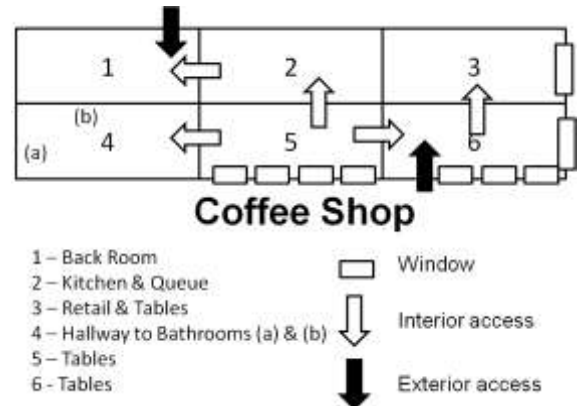 1 2 3
(b)
(a) 4 5 6
Coffee Shop
1 – Back Room
2 – Kitchen & Queue
3 – Retail & Tables
4 – Hallway to Bathrooms (a) & (b)
5 – Tables
6 - Tables
Window
Interior access
Exterior access